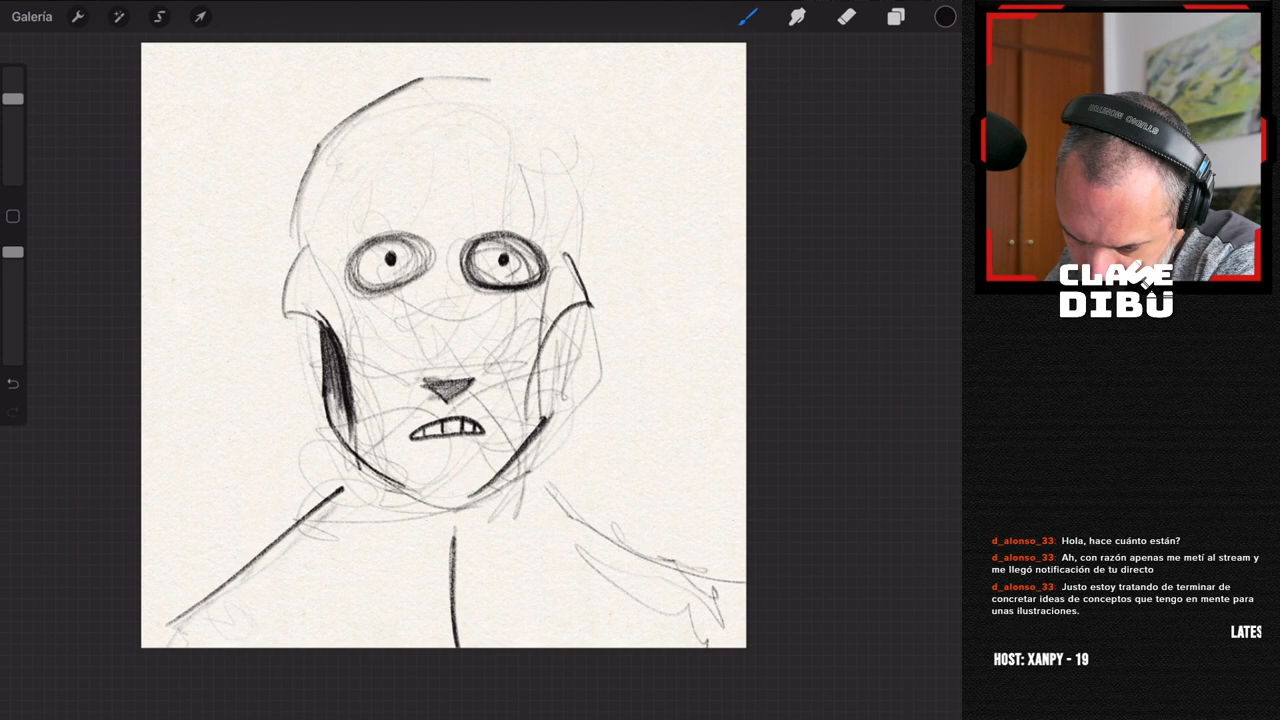 Galería
CLASE
DIBU
d_alonso_33: Hola, hace cuánto están?
d_alonso_33: Ah, con razón apenas me metí al stream y
me llegó notificación de tu directo
d_alonso_33: Justo estoy tratando de terminar de
concretar ideas de conceptos que tengo en mente para
unas ilustraciones.
LATES
HOST: XANPY - 19